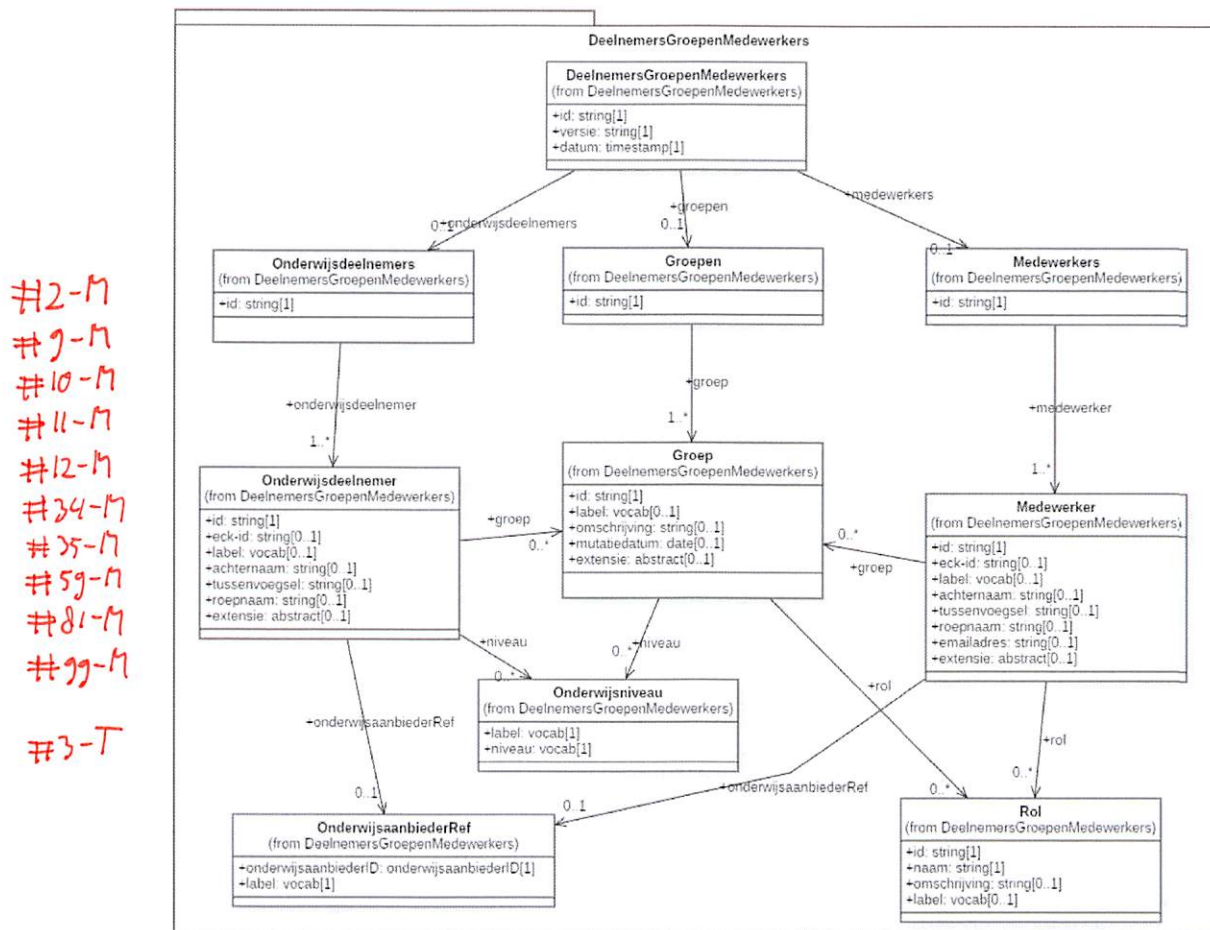 DeelnemersGroepenMedewerkers
DeelnemersGroepenMedewerkers
(from DeelnemersGroepenMedewerkers)
+id: string[1]
+versie: string[1]
+datum: timestamp[1]
+onderwijsdeelnemers
0..1
+groepen
0..1
+medewerkers
0..1
Onderwijsdeelnemers
(from DeelnemersGroepenMedewerkers)
+id: string[1]
Groepen
(from DeelnemersGroepenMedewerkers)
+id: string[1]
Medewerkers
(from DeelnemersGroepenMedewerkers)
+id: string[1]
#2-M
#9-M
#10-M
#11-M
#12-M
#34-M
#35-M
#59-M
#81-M
#99-M
#3-T
+onderwijsdeelnemer
1..*
+groep
1..*
+medewerker
1..*
Onderwijsdeelnemer
(from DeelnemersGroepenMedewerkers)
+id: string[1]
+eck-id: string[0..1]
+label: vocab[0..1]
+achternaam: string[0..1]
+tussenvoegsel: string[0..1]
+roepnaam: string[0..1]
+extensie: abstract[0..1]
+groep
0..*
Groep
(from DeelnemersGroepenMedewerkers)
+id: string[1]
+label: vocab[0..1]
+omschrijving: string[0..1]
+mutatiedatum: date[0..1]
+extensie: abstract[0..1]
0..*
+groep
Medewerker
(from DeelnemersGroepenMedewerkers)
+id: string[1]
+eck-id: string[0..1]
+label: vocab[0..1]
+achternaam: string[0..1]
+tussenvoegsel: string[0..1]
+roepnaam: string[0..1]
+emailadres: string[0..1]
+extensie: abstract[0..1]
+niveau
0..*
0..*
+niveau
Onderwijsniveau
(from DeelnemersGroepenMedewerkers)
+label: vocab[1]
+niveau: vocab[1]
+rol
0..*
+rol
0..*
+onderwijsaanbiederRef
0..1
+onderwijsaanbiederRef
0..1
OnderwijsaanbiederRef
(from DeelnemersGroepenMedewerkers)
+onderwijsaanbiederID: onderwijsaanbiederID[1]
+label: vocab[1]
Rol
(from DeelnemersGroepenMedewerkers)
+id: string[1]
+naam: string[1]
+omschrijving: string[0..1]
+label: vocab[0..1]